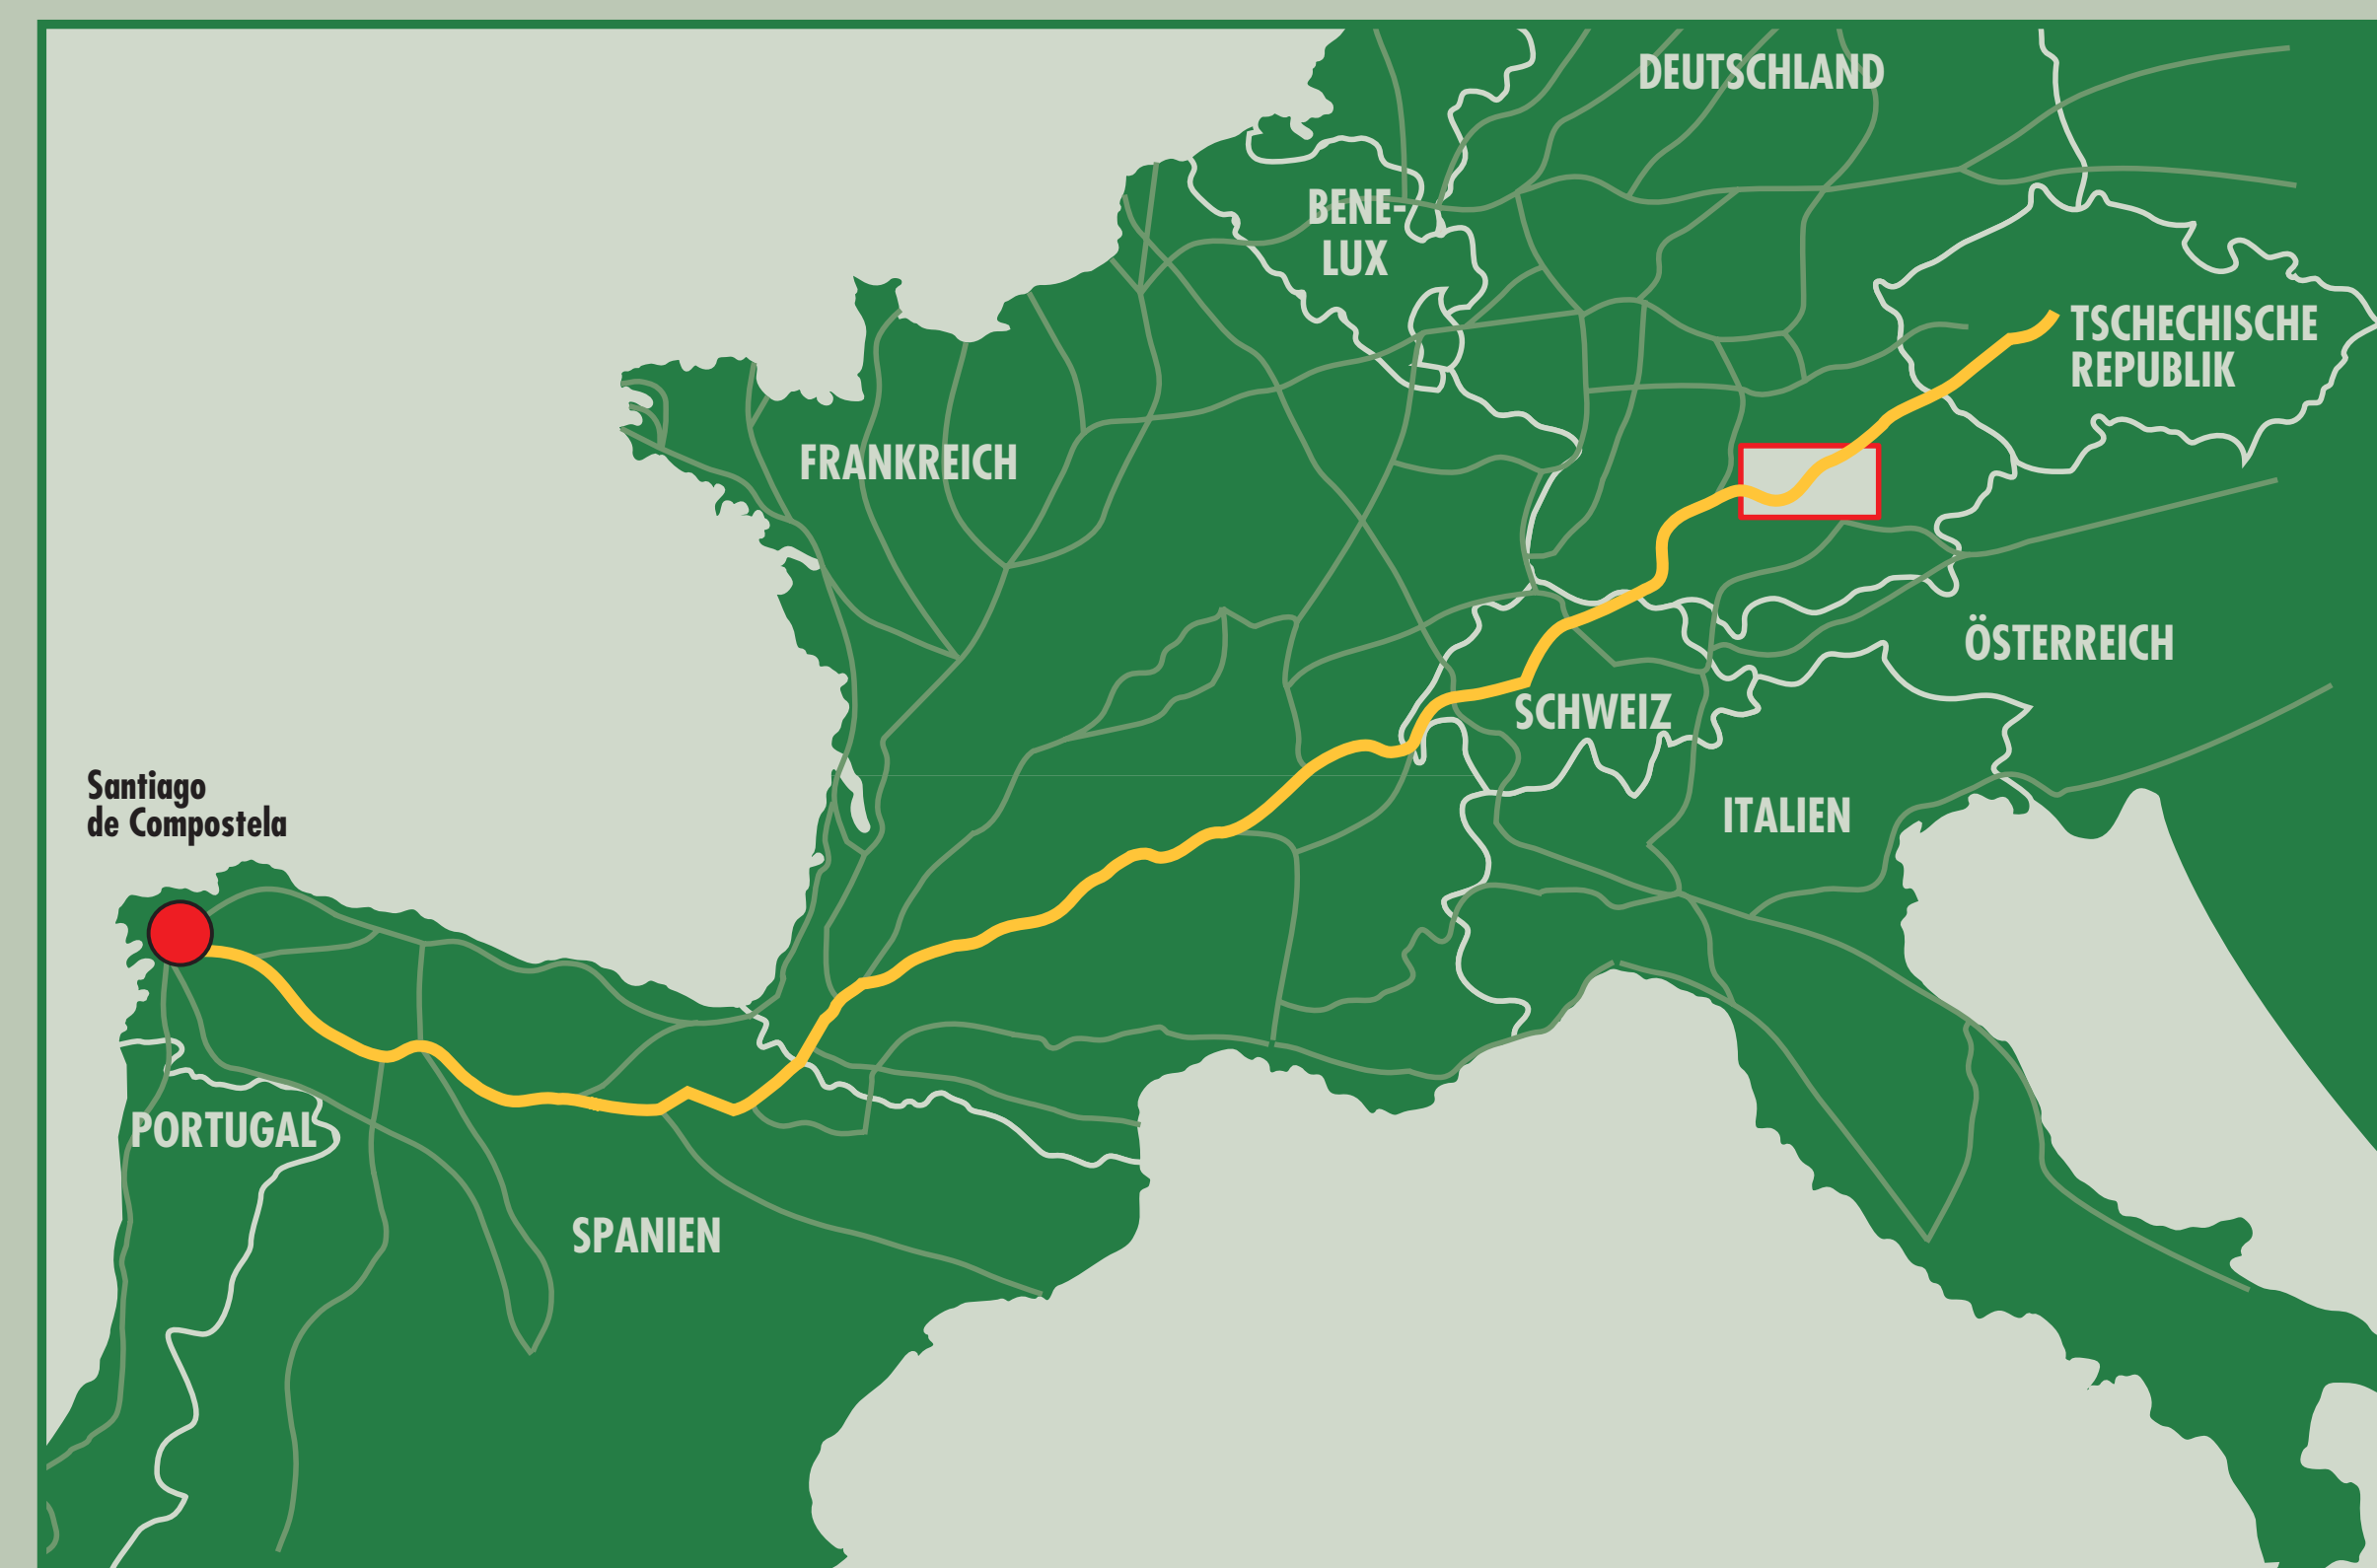 DEUTSCHLAND
BENE-
LUX
TSCHECHISCHE
REPUBLIK
FRANKREICH
ÖSTERREICH
SCHWEIZ
Santiago
de Compostela
ITALIEN
PORTUGAL
SPANIEN